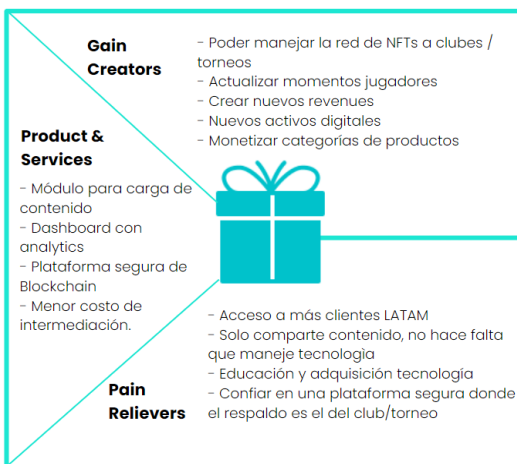 Gain
Creators
- Poder manejar la red de NFTs a clubes /
torneos
- Actualizar momentos jugadores
- Crear nuevos revenues
- Nuevos activos digitales
- Monetizar categorías de productos
Product &
Services
- Módulo para carga de
contenido
- Dashboard con
analytics
- Plataforma segura de
Blockchain
- Menor costo de
intermediación.
- Acceso a más clientes LATAM
- Solo comparte contenido, no hace falta
que maneje tecnologìa
- Educación y adquisición tecnología
- Confiar en una plataforma segura donde
el respaldo es el del club/torneo
Pain
Relievers